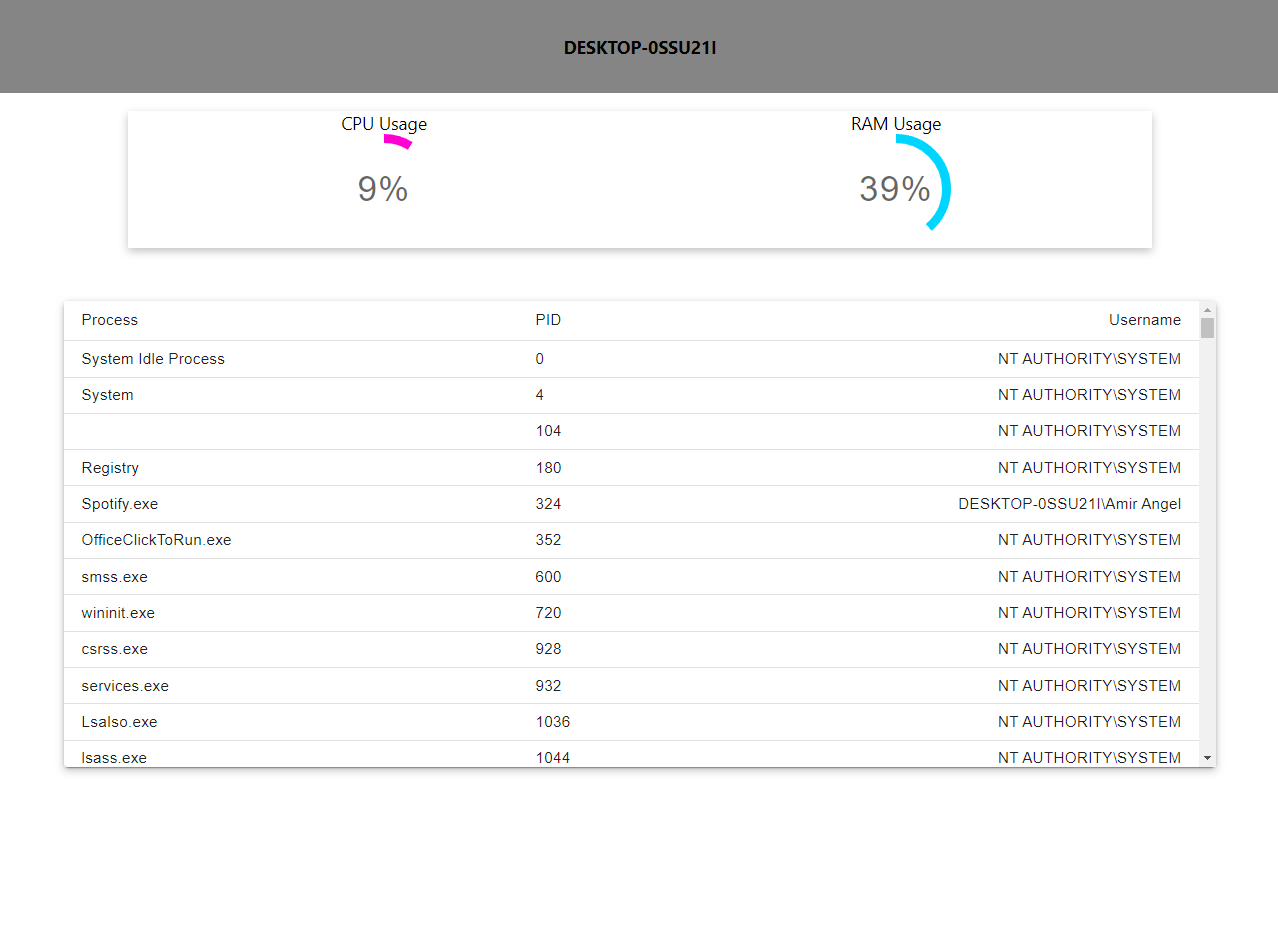 DESKTOP-0SSU21I
CPU Usage RAM Usage
9% 39%
Process PID Username
System Idle Process 0 NT AUTHORITY\SYSTEM
System 4 NT AUTHORITY\SYSTEM
104 NT AUTHORITY\SYSTEM
Registry 180 NT AUTHORITY\SYSTEM
Spotify.exe 324 DESKTOP-0SSU21I\Amir Angel
OfficeClickToRun.exe 352 NT AUTHORITY\SYSTEM
smss.exe 600 NT AUTHORITY\SYSTEM
wininit.exe 720 NT AUTHORITY\SYSTEM
csrss.exe 928 NT AUTHORITY\SYSTEM
services.exe 932 NT AUTHORITY\SYSTEM
LsaIso.exe 1036 NT AUTHORITY\SYSTEM
lsass.exe 1044 NT AUTHORITY\SYSTEM